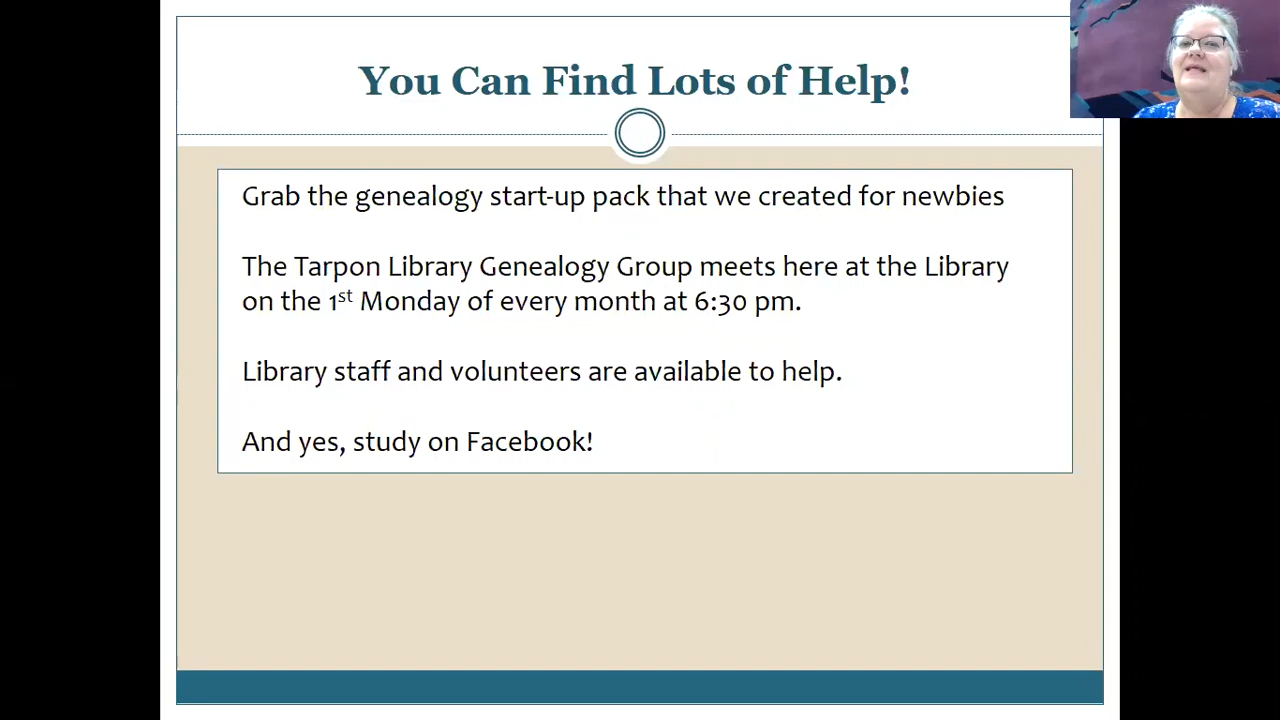 You Can Find Lots of Help!
Grab the genealogy start-up pack that we created for newbies
The Tarpon Library Genealogy Group meets here at the Library
on the 1st Monday of every month at 6:30 pm.
Library staff and volunteers are available to help.
And yes, study on Facebook!